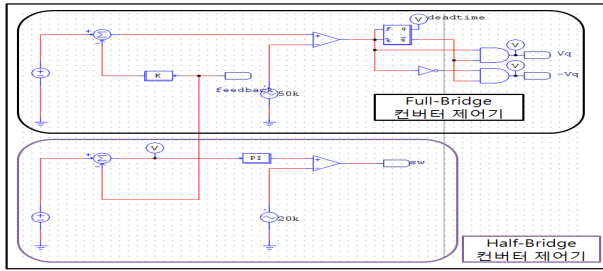 V deadtime
Σ
K
feedback
50k
V
Vq
V
-Vq
Full-Bridge
컨버터 제어기
Σ
V
PI
sw
20k
Half-Bridge
컨버터 제어기